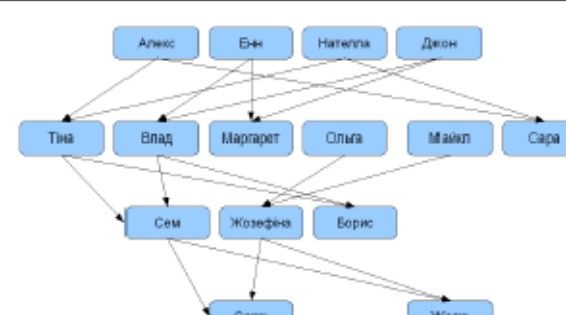 Алекс Енн Нателла Джон
Тіна Влад Маргарет Ольга Майкл Сара
Сем Жозефіна Борис